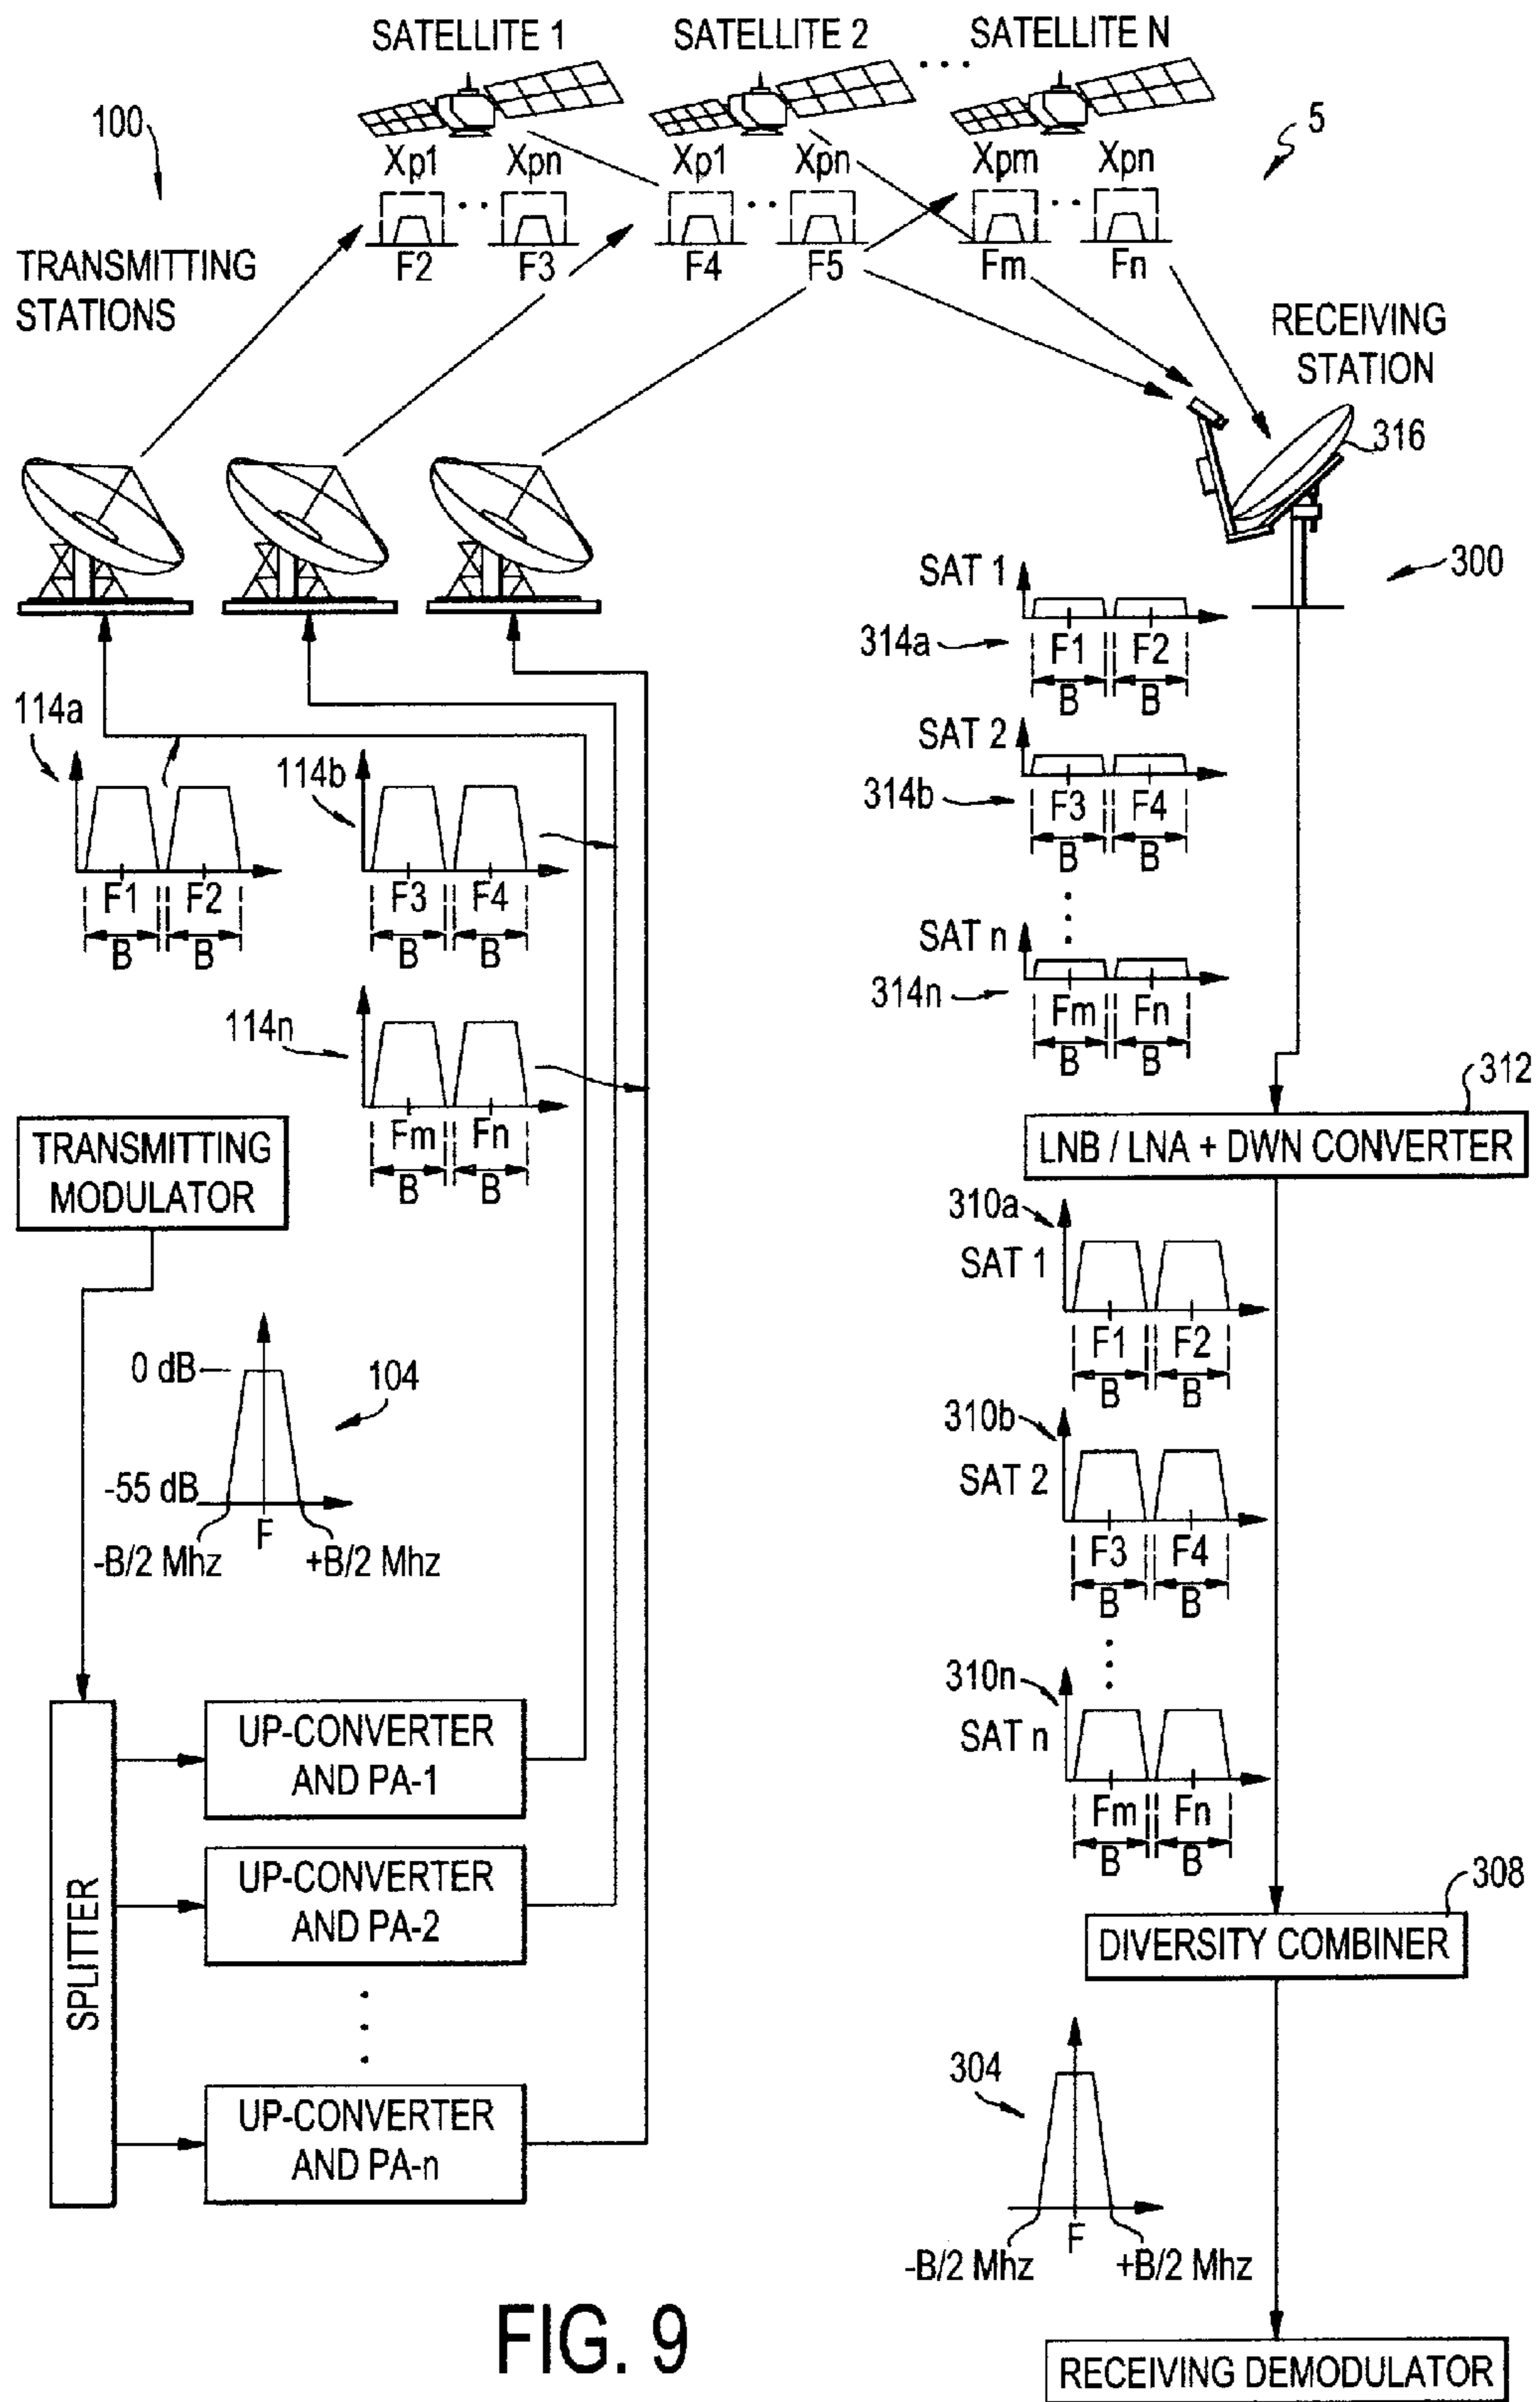 SATELLITE 1
SATELLITE 2
SATELLITE N
100
5
Xp1
Xpn
Xp1
Xpn
Xpm
Xpn
F2
F3
F4
F5
Fm
Fn
TRANSMITTING
STATIONS
RECEIVING
STATION
316
300
SAT 1
314a
F1
F2
B
B
SAT 2
314b
F3
F4
B
B
SAT n
314n
Fm
Fn
B
B
114a
F1
F2
B
B
114b
F3
F4
B
B
114n
Fm
Fn
B
B
312
LNB / LNA + DWN CONVERTER
TRANSMITTING
MODULATOR
310a
SAT 1
F1
F2
B
B
310b
SAT 2
F3
F4
B
B
310n
SAT n
Fm
Fn
B
B
0 dB
104
-55 dB
F
-B/2 Mhz
+B/2 Mhz
SPLITTER
UP-CONVERTER
AND PA-1
UP-CONVERTER
AND PA-2
UP-CONVERTER
AND PA-n
308
DIVERSITY COMBINER
304
F
-B/2 Mhz
+B/2 Mhz
RECEIVING DEMODULATOR
FIG. 9